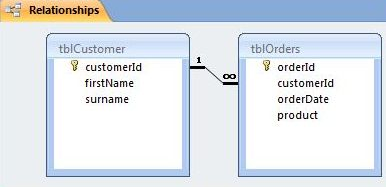 Relationships
tblCustomer
customerId
firstName
surname
1
∞
tblOrders
orderId
customerId
orderDate
product